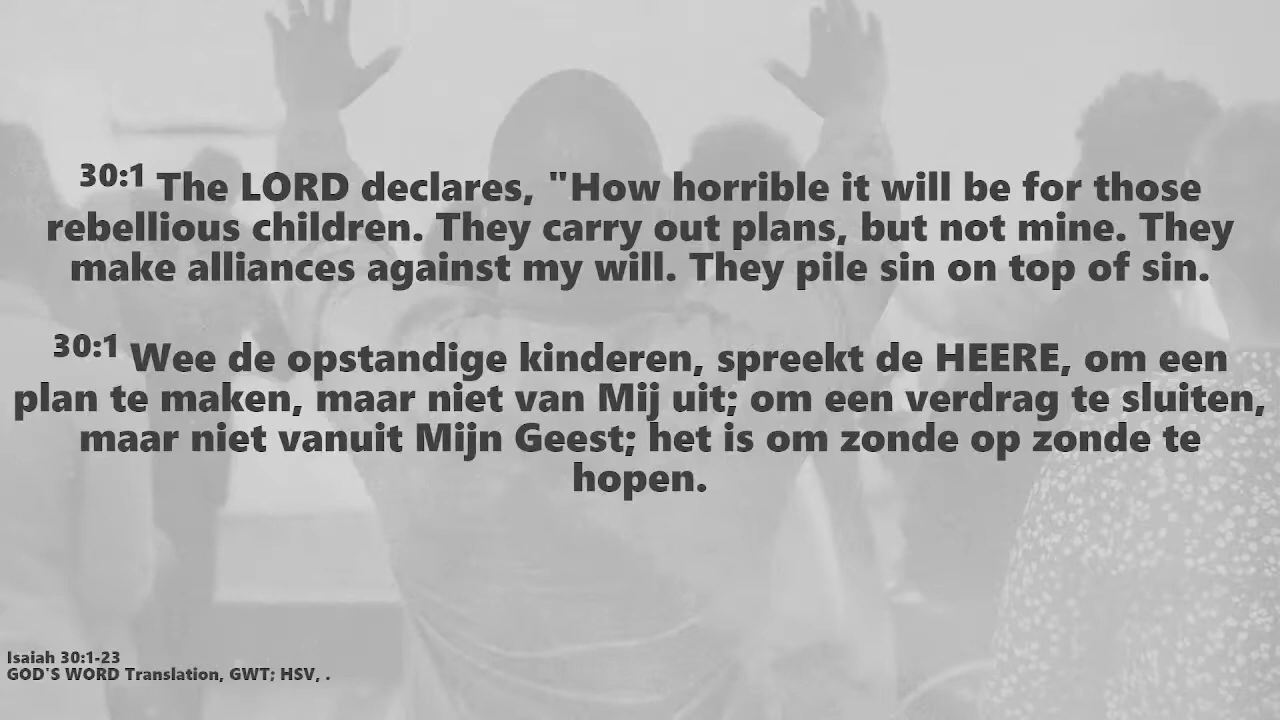 30:1 The LORD declares, "How horrible it will be for those
rebellious children. They carry out plans, but not mine. They
make alliances against my will. They pile sin on top of sin.
30:1 Wee de opstandige kinderen, spreekt de HEERE, om een
plan te maken, maar niet van Mij uit; om een verdrag te sluiten,
maar niet vanuit Mijn Geest; het is om zonde op zonde te
hopen.
Isaiah 30:1-23
GOD'S WORD Translation, GWT; HSV, .